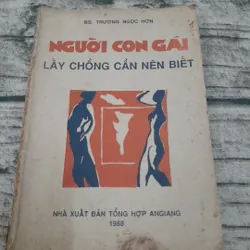 BS. TRƯƠNG NGỌC HƠN
NGƯỜI CON GÁI
LẤY CHỒNG CẦN NÊN BIẾT
NHÀ XUẤT BẢN TỔNG HỢP ANGIANG
1988